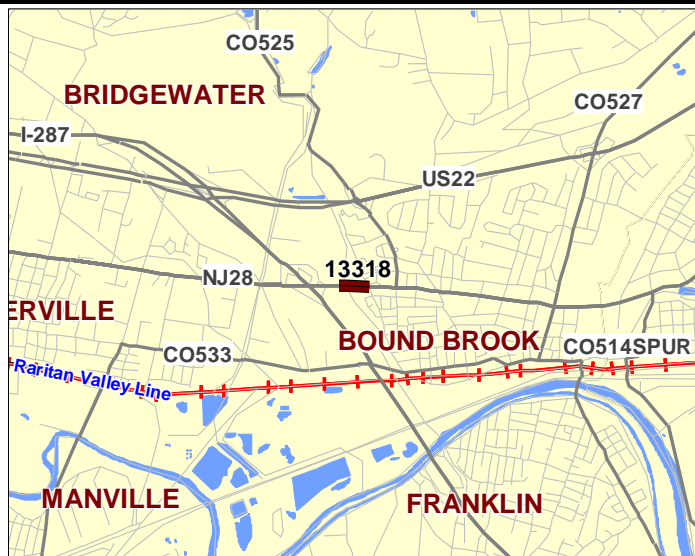 CO525
BRIDGEWATER
CO527
I-287
US22
13318
NJ28
ERVILLE
BOUND BROOK
CO533
CO514SPUR
Raritan Valley Line
MANVILLE
FRANKLIN